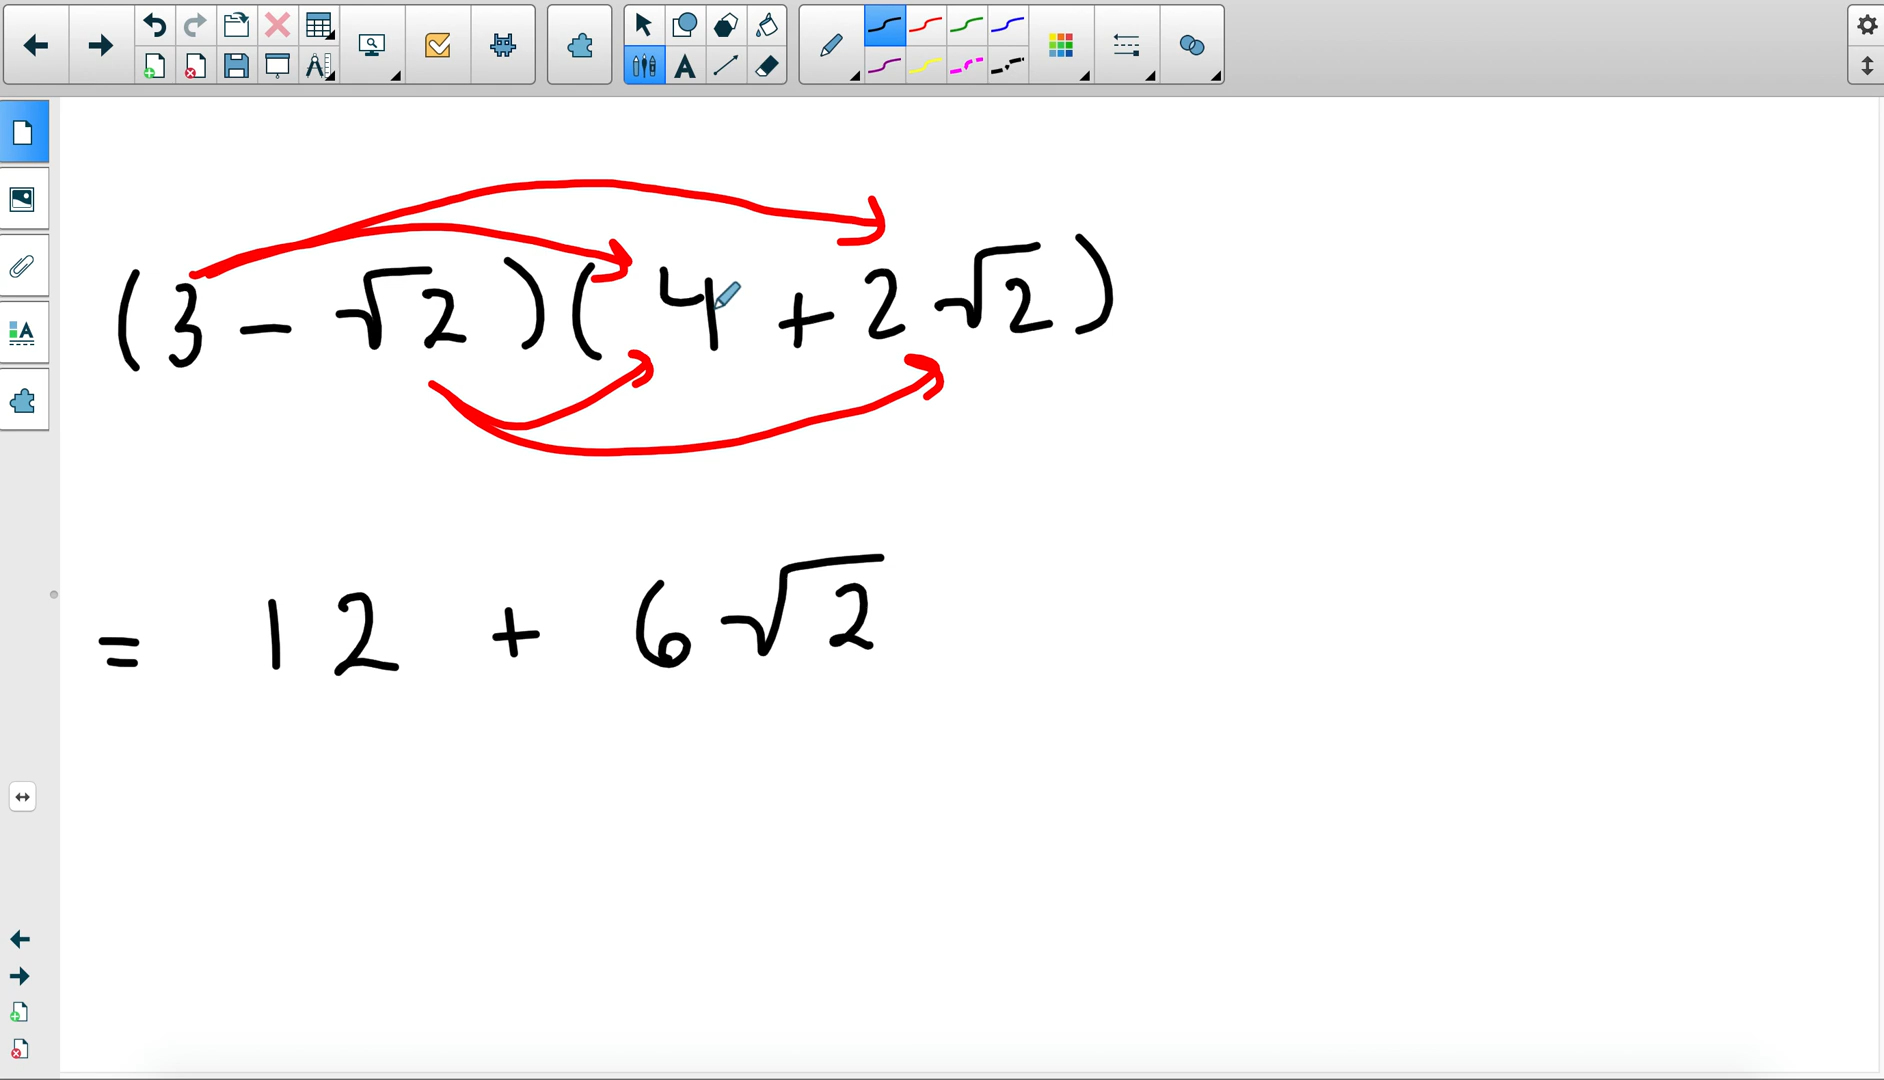 (3 - √2)(4 + 2√2)
= 12 + 6√2